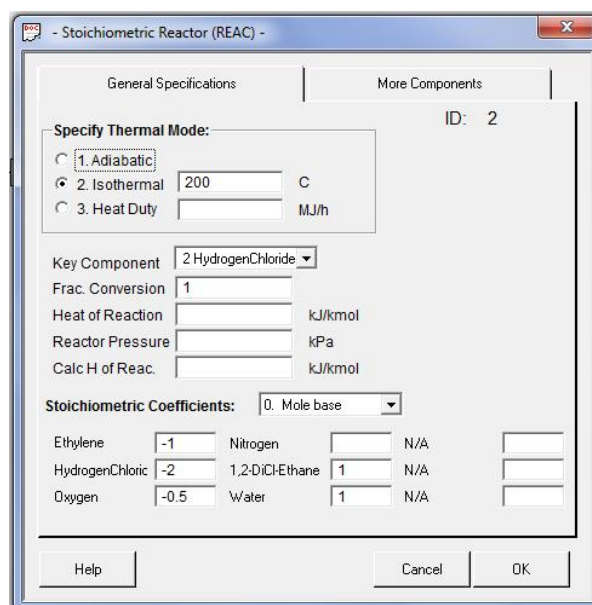 DOC
- Stoichiometric Reactor (REAC) -
General Specifications More Components
ID: 2
Specify Thermal Mode:
1. Adiabatic
2. Isothermal 200 C
3. Heat Duty MJ/h
Key Component 2 HydrogenChloride
Frac. Conversion 1
Heat of Reaction kJ/kmol
Reactor Pressure kPa
Calc H of Reac. kJ/kmol
Stoichiometric Coefficients: 0. Mole base
Ethylene -1 Nitrogen N/A
HydrogenChloric -2 1,2-DiCl-Ethane 1 N/A
Oxygen -0.5 Water 1 N/A
Help Cancel OK